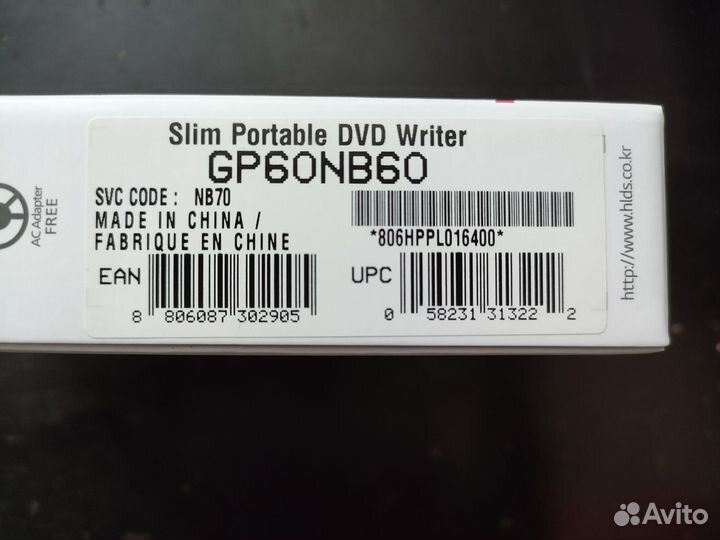 Slim Portable DVD Writer
GP60NB60
SVC CODE : NB70
MADE IN CHINA /
FABRIQUE EN CHINE
*806HPPL016400*
EAN
8 806087 302905
UPC
0 58231 31322 2
AC Adapter
FREE
http://www.hlds.co.kr
Avito